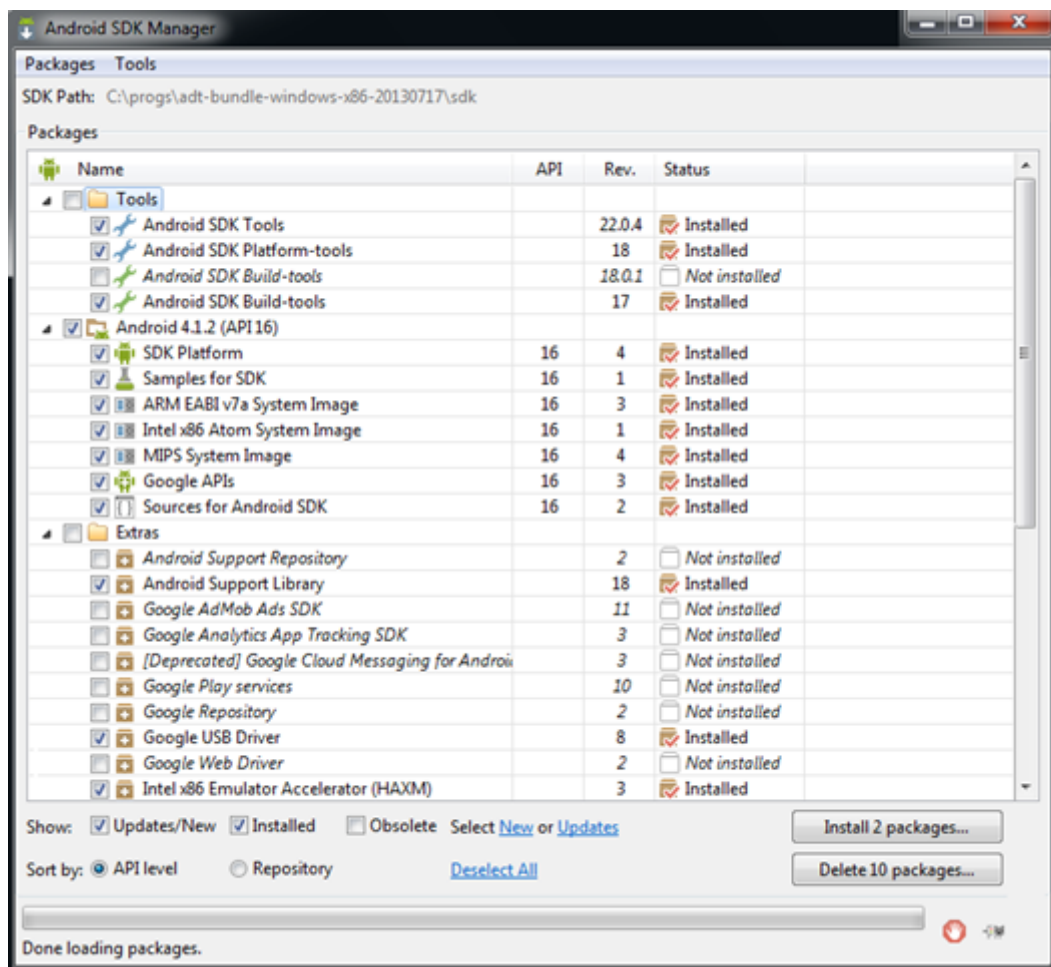 Android SDK Manager
Packages Tools
SDK Path: C:\progs\adt-bundle-windows-x86-20130717\sdk
Packages
Name API Rev. Status
Tools
Android SDK Tools 22.0.4 Installed
Android SDK Platform-tools 18 Installed
Android SDK Build-tools 18.0.1 Not installed
Android SDK Build-tools 17 Installed
Android 4.1.2 (API 16)
SDK Platform 16 4 Installed
Samples for SDK 16 1 Installed
ARM EABI v7a System Image 16 3 Installed
Intel x86 Atom System Image 16 1 Installed
MIPS System Image 16 4 Installed
Google APIs 16 3 Installed
Sources for Android SDK 16 2 Installed
Extras
Android Support Repository 2 Not installed
Android Support Library 18 Installed
Google AdMob Ads SDK 11 Not installed
Google Analytics App Tracking SDK 3 Not installed
[Deprecated] Google Cloud Messaging for Androi 3 Not installed
Google Play services 10 Not installed
Google Repository 2 Not installed
Google USB Driver 8 Installed
Google Web Driver 2 Not installed
Intel x86 Emulator Accelerator (HAXM) 3 Installed
Show: Updates/New Installed Obsolete Select New or Updates Install 2 packages...
Sort by: API level Repository Deselect All Delete 10 packages...
Done loading packages.